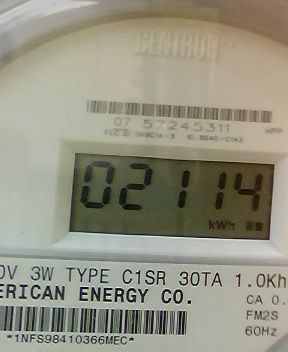 CENTRON
07 57245311 HPP
02114
kWh
0V 3W TYPE C1SR 30TA 1.0Kh
ERICAN ENERGY CO. CA 0.
FM2S
*1NFS98410366MEC* 60Hz